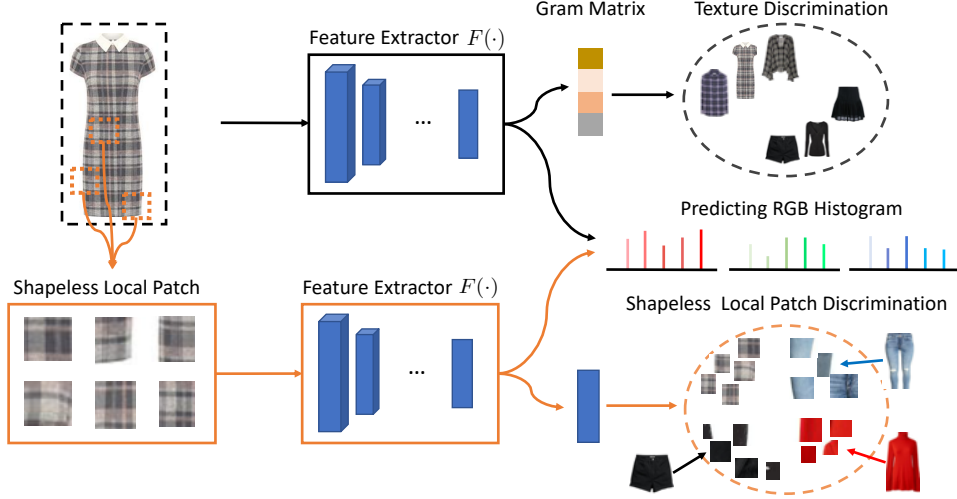 Gram Matrix
Texture Discrimination
Feature Extractor F(·)
...
Predicting RGB Histogram
Shapeless Local Patch
Feature Extractor F(·)
...
Shapeless Local Patch Discrimination